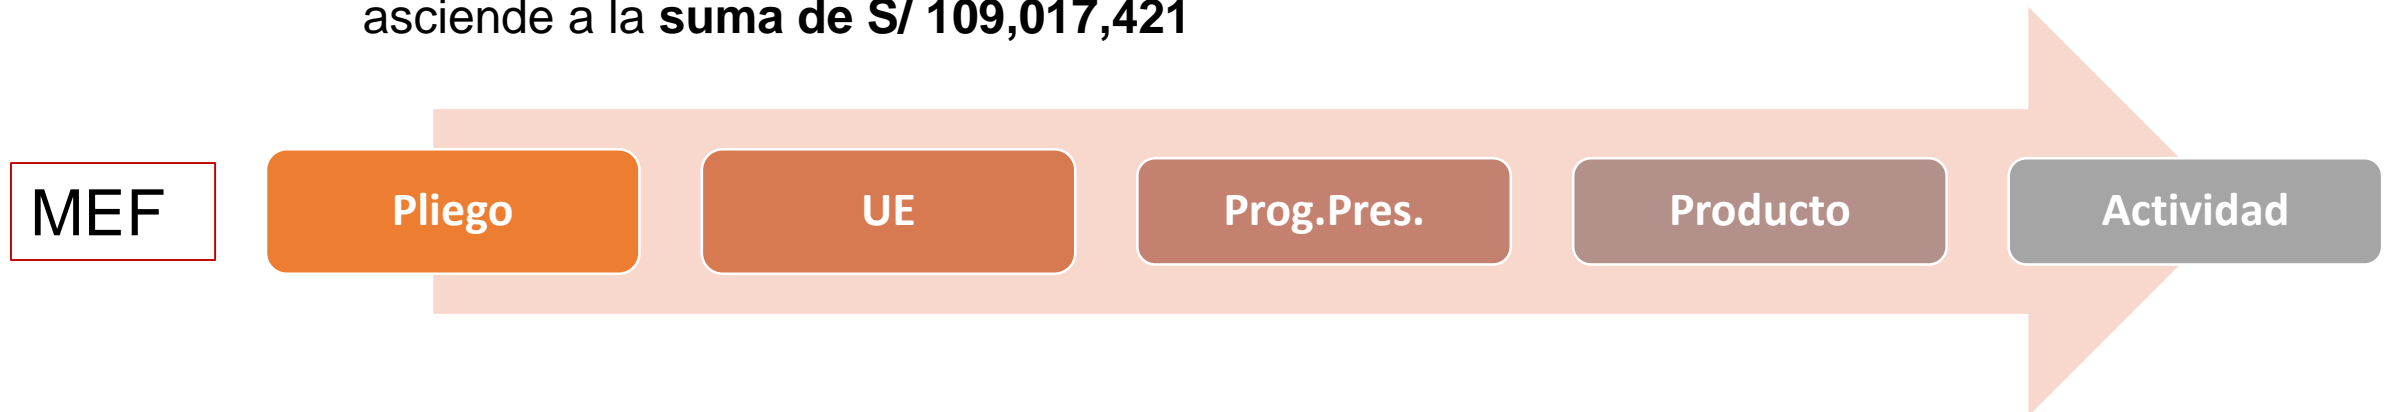 asciende a la suma de S/ 109,017,421
MEF
Pliego
UE
Prog.Pres.
Producto
Actividad